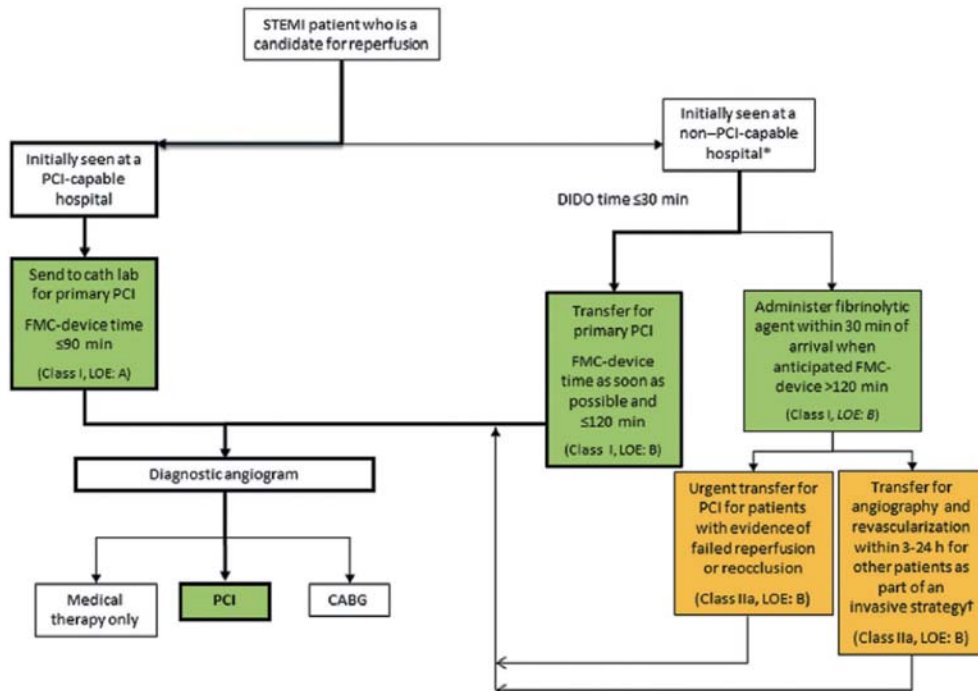 STEMI patient who is a
candidate for reperfusion
Initially seen at a
PCI-capable
hospital
Initially seen at a
non–PCI-capable
hospital*
DIDO time ≤30 min
Send to cath lab
for primary PCI
FMC-device time
≤90 min
(Class I, LOE: A)
Transfer for
primary PCI
FMC-device
time as soon as
possible and
≤120 min
(Class I, LOE: B)
Administer fibrinolytic
agent within 30 min of
arrival when
anticipated FMC-
device >120 min
(Class I, LOE: B)
Diagnostic angiogram
Urgent transfer for
PCI for patients
with evidence of
failed reperfusion
or reocclusion
(Class IIa, LOE: B)
Transfer for
angiography and
revascularization
within 3-24 h for
other patients as
part of an
invasive strategy†
(Class IIa, LOE: B)
Medical
therapy only
PCI
CABG